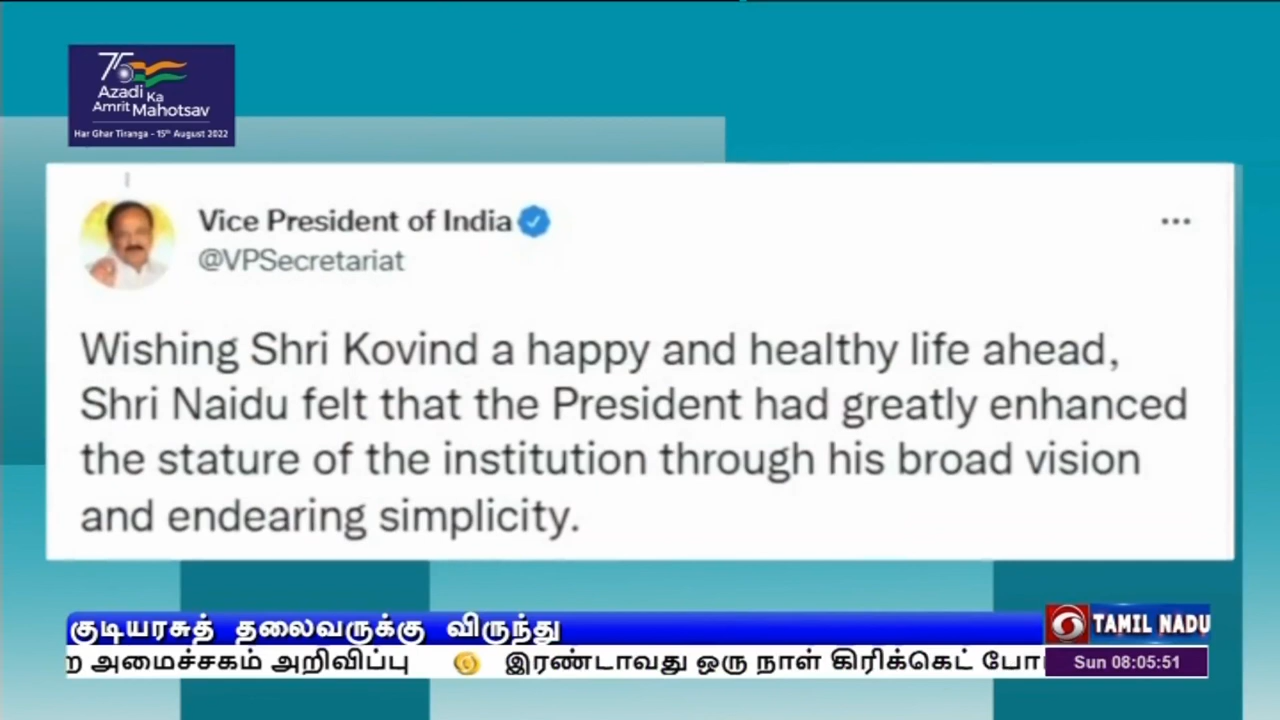 75
Azadi Ka
Amrit Mahotsav
Har Ghar Tiranga - 15th August 2022
Vice President of India
@VPSecretariat
Wishing Shri Kovind a happy and healthy life ahead,
Shri Naidu felt that the President had greatly enhanced
the stature of the institution through his broad vision
and endearing simplicity.
குடியரசுத் தலைவருக்கு விருந்து
TAMIL NADU
அமைச்சகம் அறிவிப்பு இரண்டாவது ஒரு நாள் கிரிக்கெட்
Sun 08:05:51